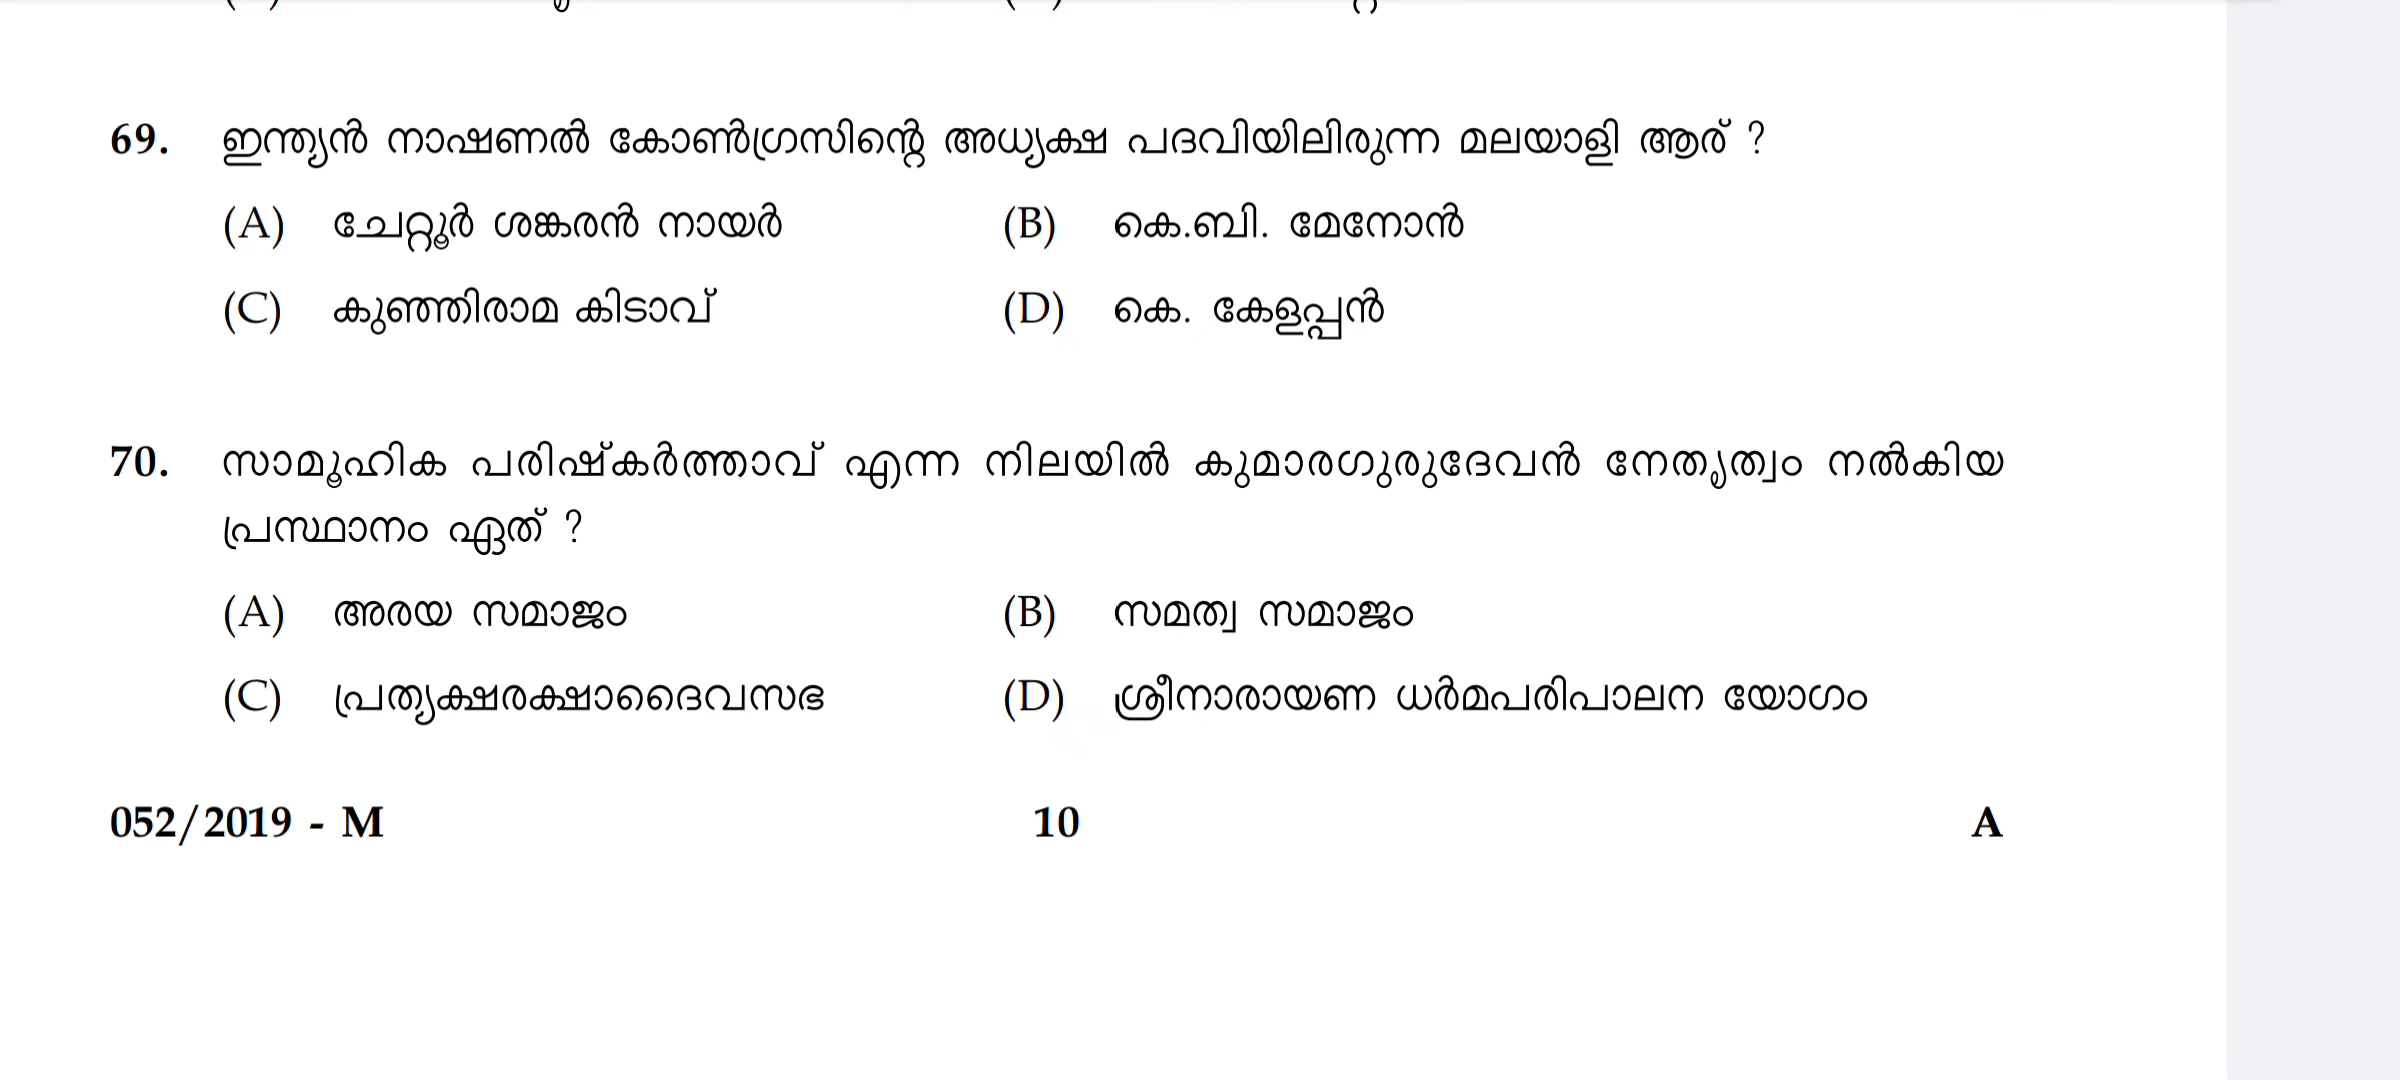 69. ഇന്ത്യൻ നാഷണൽ കോൺഗ്രസിന്റെ അധ്യക്ഷ പദവിയിലിരുന്ന മലയാളി ആര് ?
(A) ചേറ്റൂർ ശങ്കരൻ നായർ (B) കെ.ബി. മേനോൻ
(C) കുഞ്ഞിരാമ കിടാവ് (D) കെ. കേളപ്പൻ
70. സാമൂഹിക പരിഷ്കർത്താവ് എന്ന നിലയിൽ കുമാരഗുരുദേവൻ നേതൃത്വം നൽകിയ
പ്രസ്ഥാനം ഏത് ?
(A) അരയ സമാജം (B) സമത്വ സമാജം
(C) പ്രത്യക്ഷരക്ഷാദൈവസഭ (D) ശ്രീനാരായണ ധർമപരിപാലന യോഗം
052/2019 - M 10 A